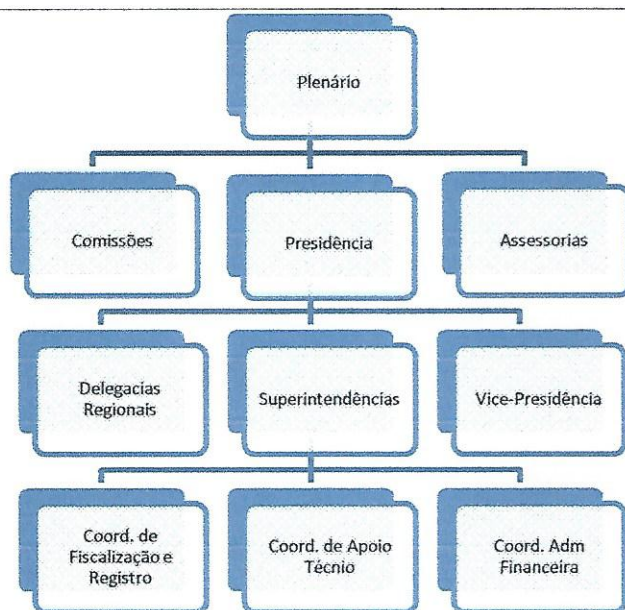 Plenário
Comissões
Presidência
Assessorias
Delegacias
Regionais
Superintendências
Vice-Presidência
Coord. de
Fiscalização e
Registro
Coord. de Apoio
Técnico
Coord. Adm
Financeira